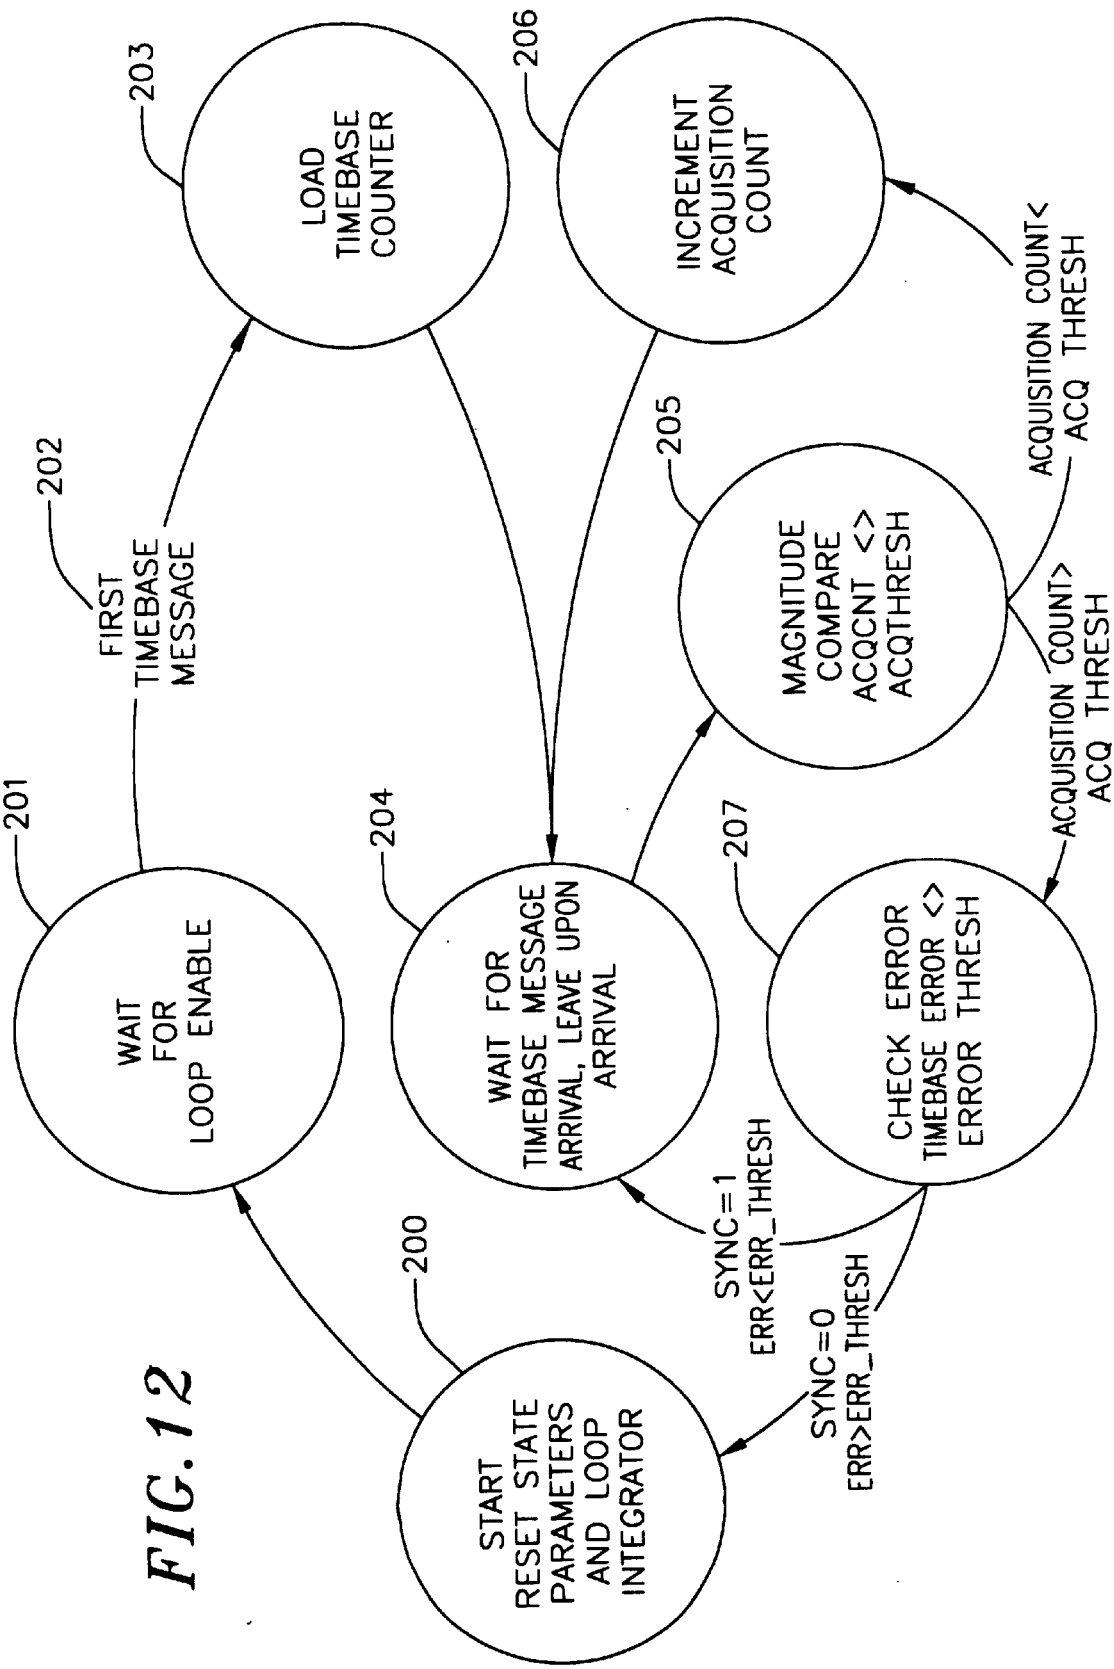 FIG.12
200
START
RESET STATE
PARAMETERS
AND LOOP
INTEGRATOR
201
WAIT
FOR
LOOP ENABLE
202
FIRST
TIMEBASE
MESSAGE
203
LOAD
TIMEBASE
COUNTER
204
WAIT FOR
TIMEBASE MESSAGE
ARRIVAL, LEAVE UPON
ARRIVAL
205
MAGNITUDE
COMPARE
ACQCNT <>
ACQTHRESH
206
INCREMENT
ACQUISITION
COUNT
207
CHECK ERROR
TIMEBASE ERROR <>
ERROR THRESH
SYNC=1
ERR<ERR_THRESH
SYNC=0
ERR>ERR_THRESH
ACQUISITION COUNT>
ACQ THRESH
ACQUISITION COUNT<
ACQ THRESH